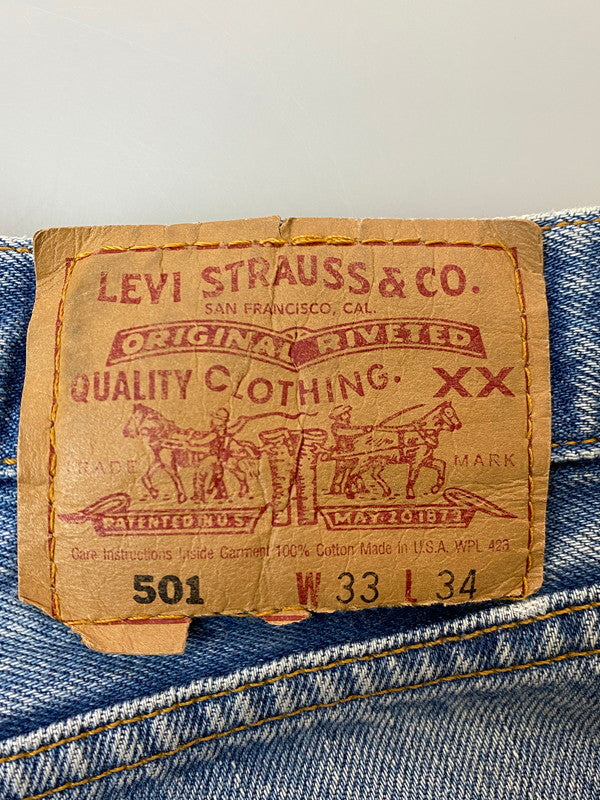 LEVI STRAUSS & CO.
SAN FRANCISCO, CAL.
ORIGINAL RIVETED
QUALITY CLOTHING. XX
TRADE MARK
PATENTED IN U.S. MAY 20 1873
Care Instructions Inside Garment 100% Cotton Made in U.S.A. WPL 423
501 W 33 L 34